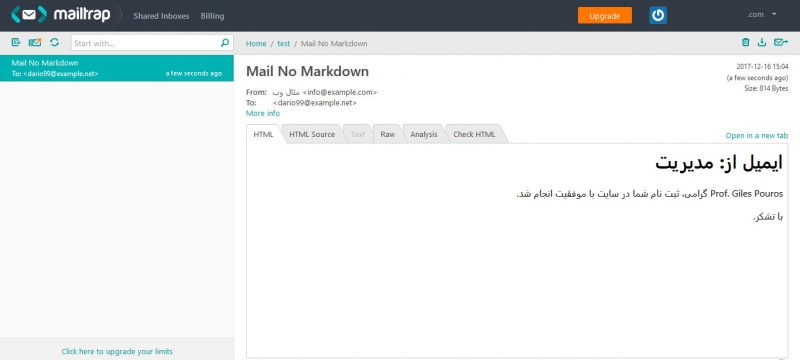 mailtrap
Shared Inboxes
Billing
Upgrade
.com
Start with...
Home / test / Mail No Markdown
Mail No Markdown
To: <dario99@example.net>
a few seconds ago
Mail No Markdown
2017-12-16 15:04
(a few seconds ago)
Size: 814 Bytes
From: مثال وب <info@example.com>
To: <dario99@example.net>
More info
HTML
HTML Source
Text
Raw
Analysis
Check HTML
Open in a new tab
ایمیل از: مدیریت
Prof. Giles Pouros گرامی، ثبت نام شما در سایت با موفقیت انجام شد.
با تشکر.
Click here to upgrade your limits